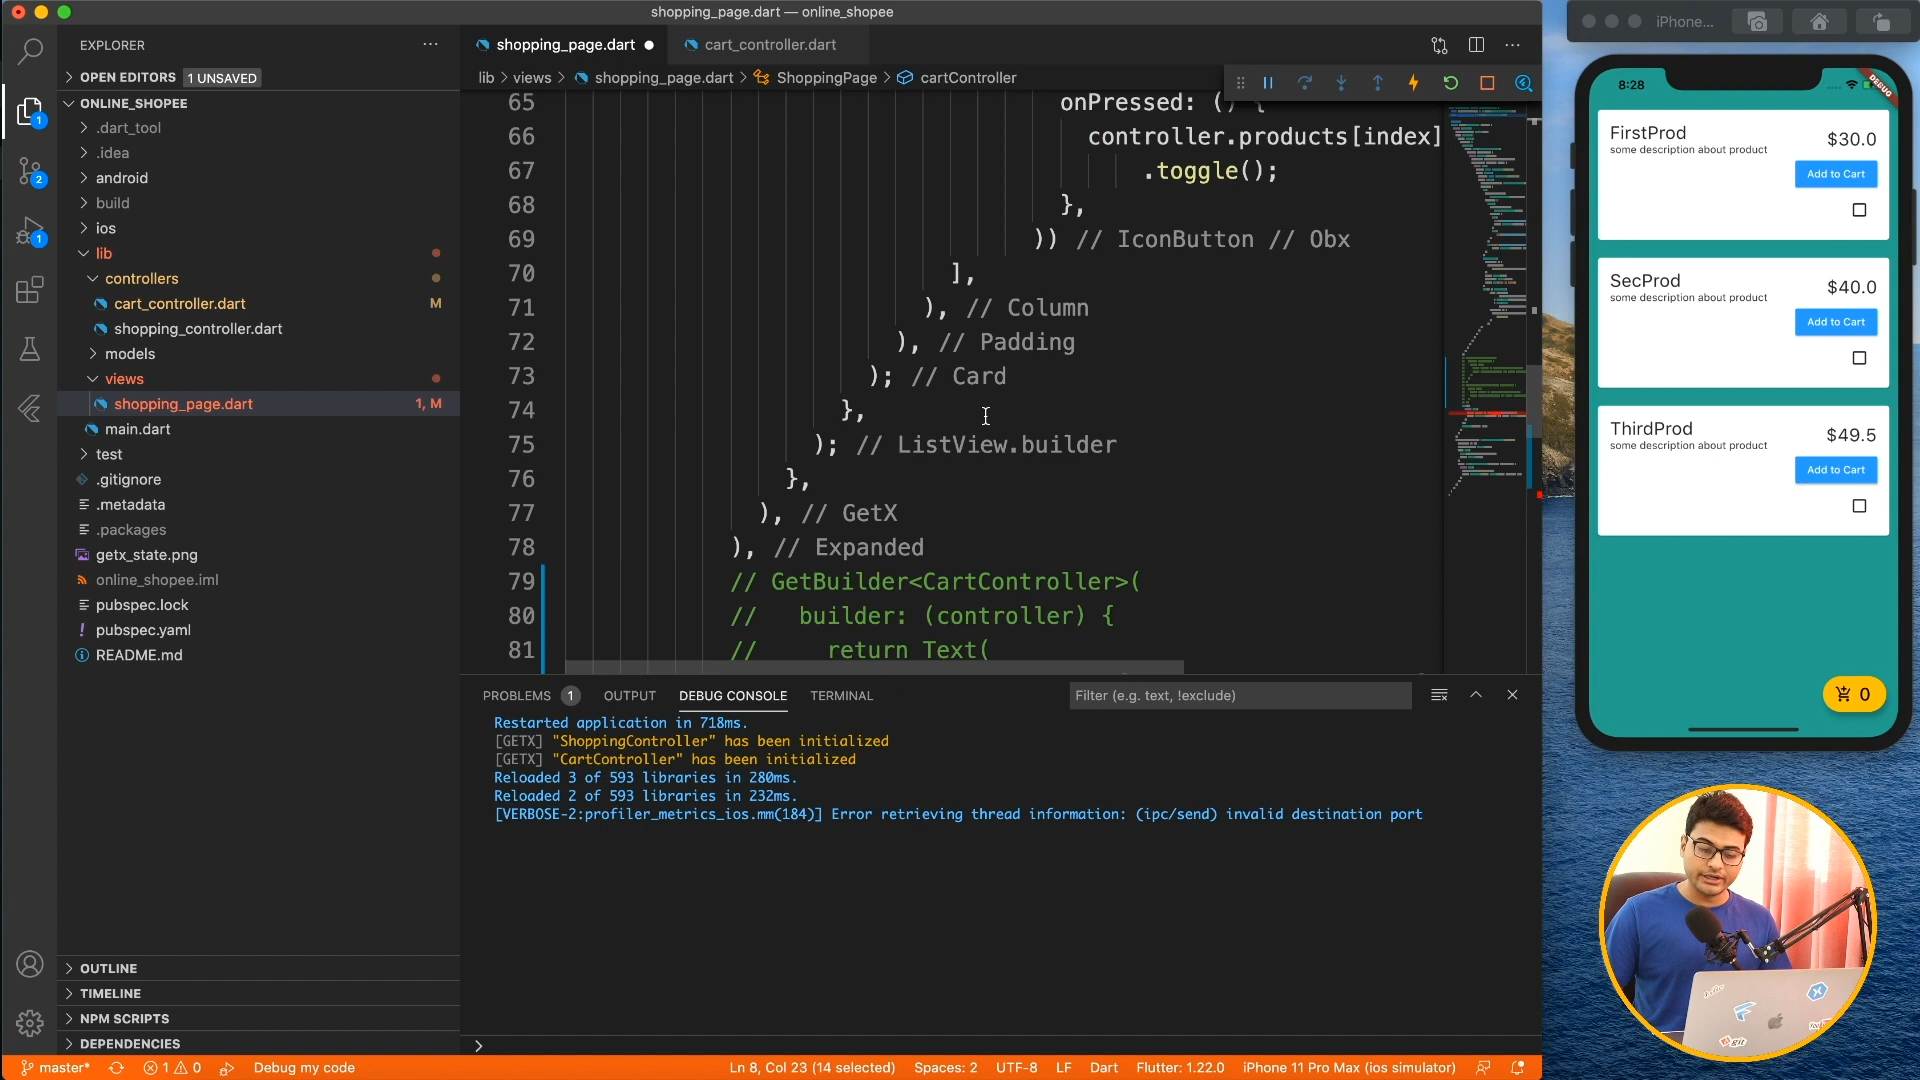 shopping_page.dart — online_shopee
EXPLORER
OPEN EDITORS 1 UNSAVED
ONLINE_SHOPEE
.dart_tool
.idea
android
build
ios
lib
controllers
cart_controller.dart M
shopping_controller.dart
models
views
shopping_page.dart 1, M
main.dart
test
.gitignore
.metadata
.packages
getx_state.png
online_shopee.iml
pubspec.lock
! pubspec.yaml
README.md
OUTLINE
TIMELINE
NPM SCRIPTS
DEPENDENCIES
1
2
1
shopping_page.dart
cart_controller.dart
lib > views > shopping_page.dart > ShoppingPage > cartController
65 onPressed: () {
66 controller.products[index]
67 .toggle();
68 },
69 )) // IconButton // Obx
70 ],
71 ), // Column
72 ), // Padding
73 ); // Card
74 },
75 ); // ListView.builder
76 },
77 ), // GetX
78 ), // Expanded
79 // GetBuilder<CartController>(
80 // builder: (controller) {
81 // return Text(
PROBLEMS 1 OUTPUT DEBUG CONSOLE TERMINAL
Filter (e.g. text, !exclude)
Restarted application in 718ms.
[GETX] "ShoppingController" has been initialized
[GETX] "CartController" has been initialized
Reloaded 3 of 593 libraries in 280ms.
Reloaded 2 of 593 libraries in 232ms.
[VERBOSE-2:profiler_metrics_ios.mm(184)] Error retrieving thread information: (ipc/send) invalid destination port
master* 1 0 Debug my code
Ln 8, Col 23 (14 selected) Spaces: 2 UTF-8 LF Dart Flutter: 1.22.0 iPhone 11 Pro Max (ios simulator)
iPhone...
8:28
DEBUG
FirstProd
$30.0
some description about product
Add to Cart
SecProd
$40.0
some description about product
Add to Cart
ThirdProd
$49.5
some description about product
Add to Cart
0
git